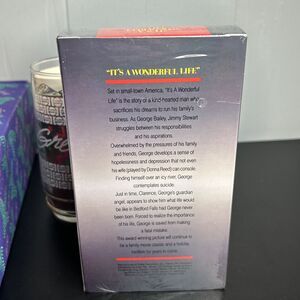 "IT'S A WONDERFUL LIFE"
Set in small-town America, "It's A Wonderful
Life" is the story of a kind-hearted man who
sacrifices his dreams to run his family's
business. As George Bailey, Jimmy Stewart
struggles between his responsibilities
and his aspirations.
Overwhelmed by the pressures of his family
and friends, George develops a sense of
hopelessness and depression that not even
his wife (played by Donna Reed) can console.
Finding himself over an icy river, George
contemplates suicide.
Just in time, Clarence, George's guardian
angel, appears to show him what life
would be like in Bedford Falls had George never
been born. Forced to realize the importance
of his life, George is saved from making
a fatal mistake.
This award winning picture will continue to
be a family movie classic and a holiday
tradition for years to come.